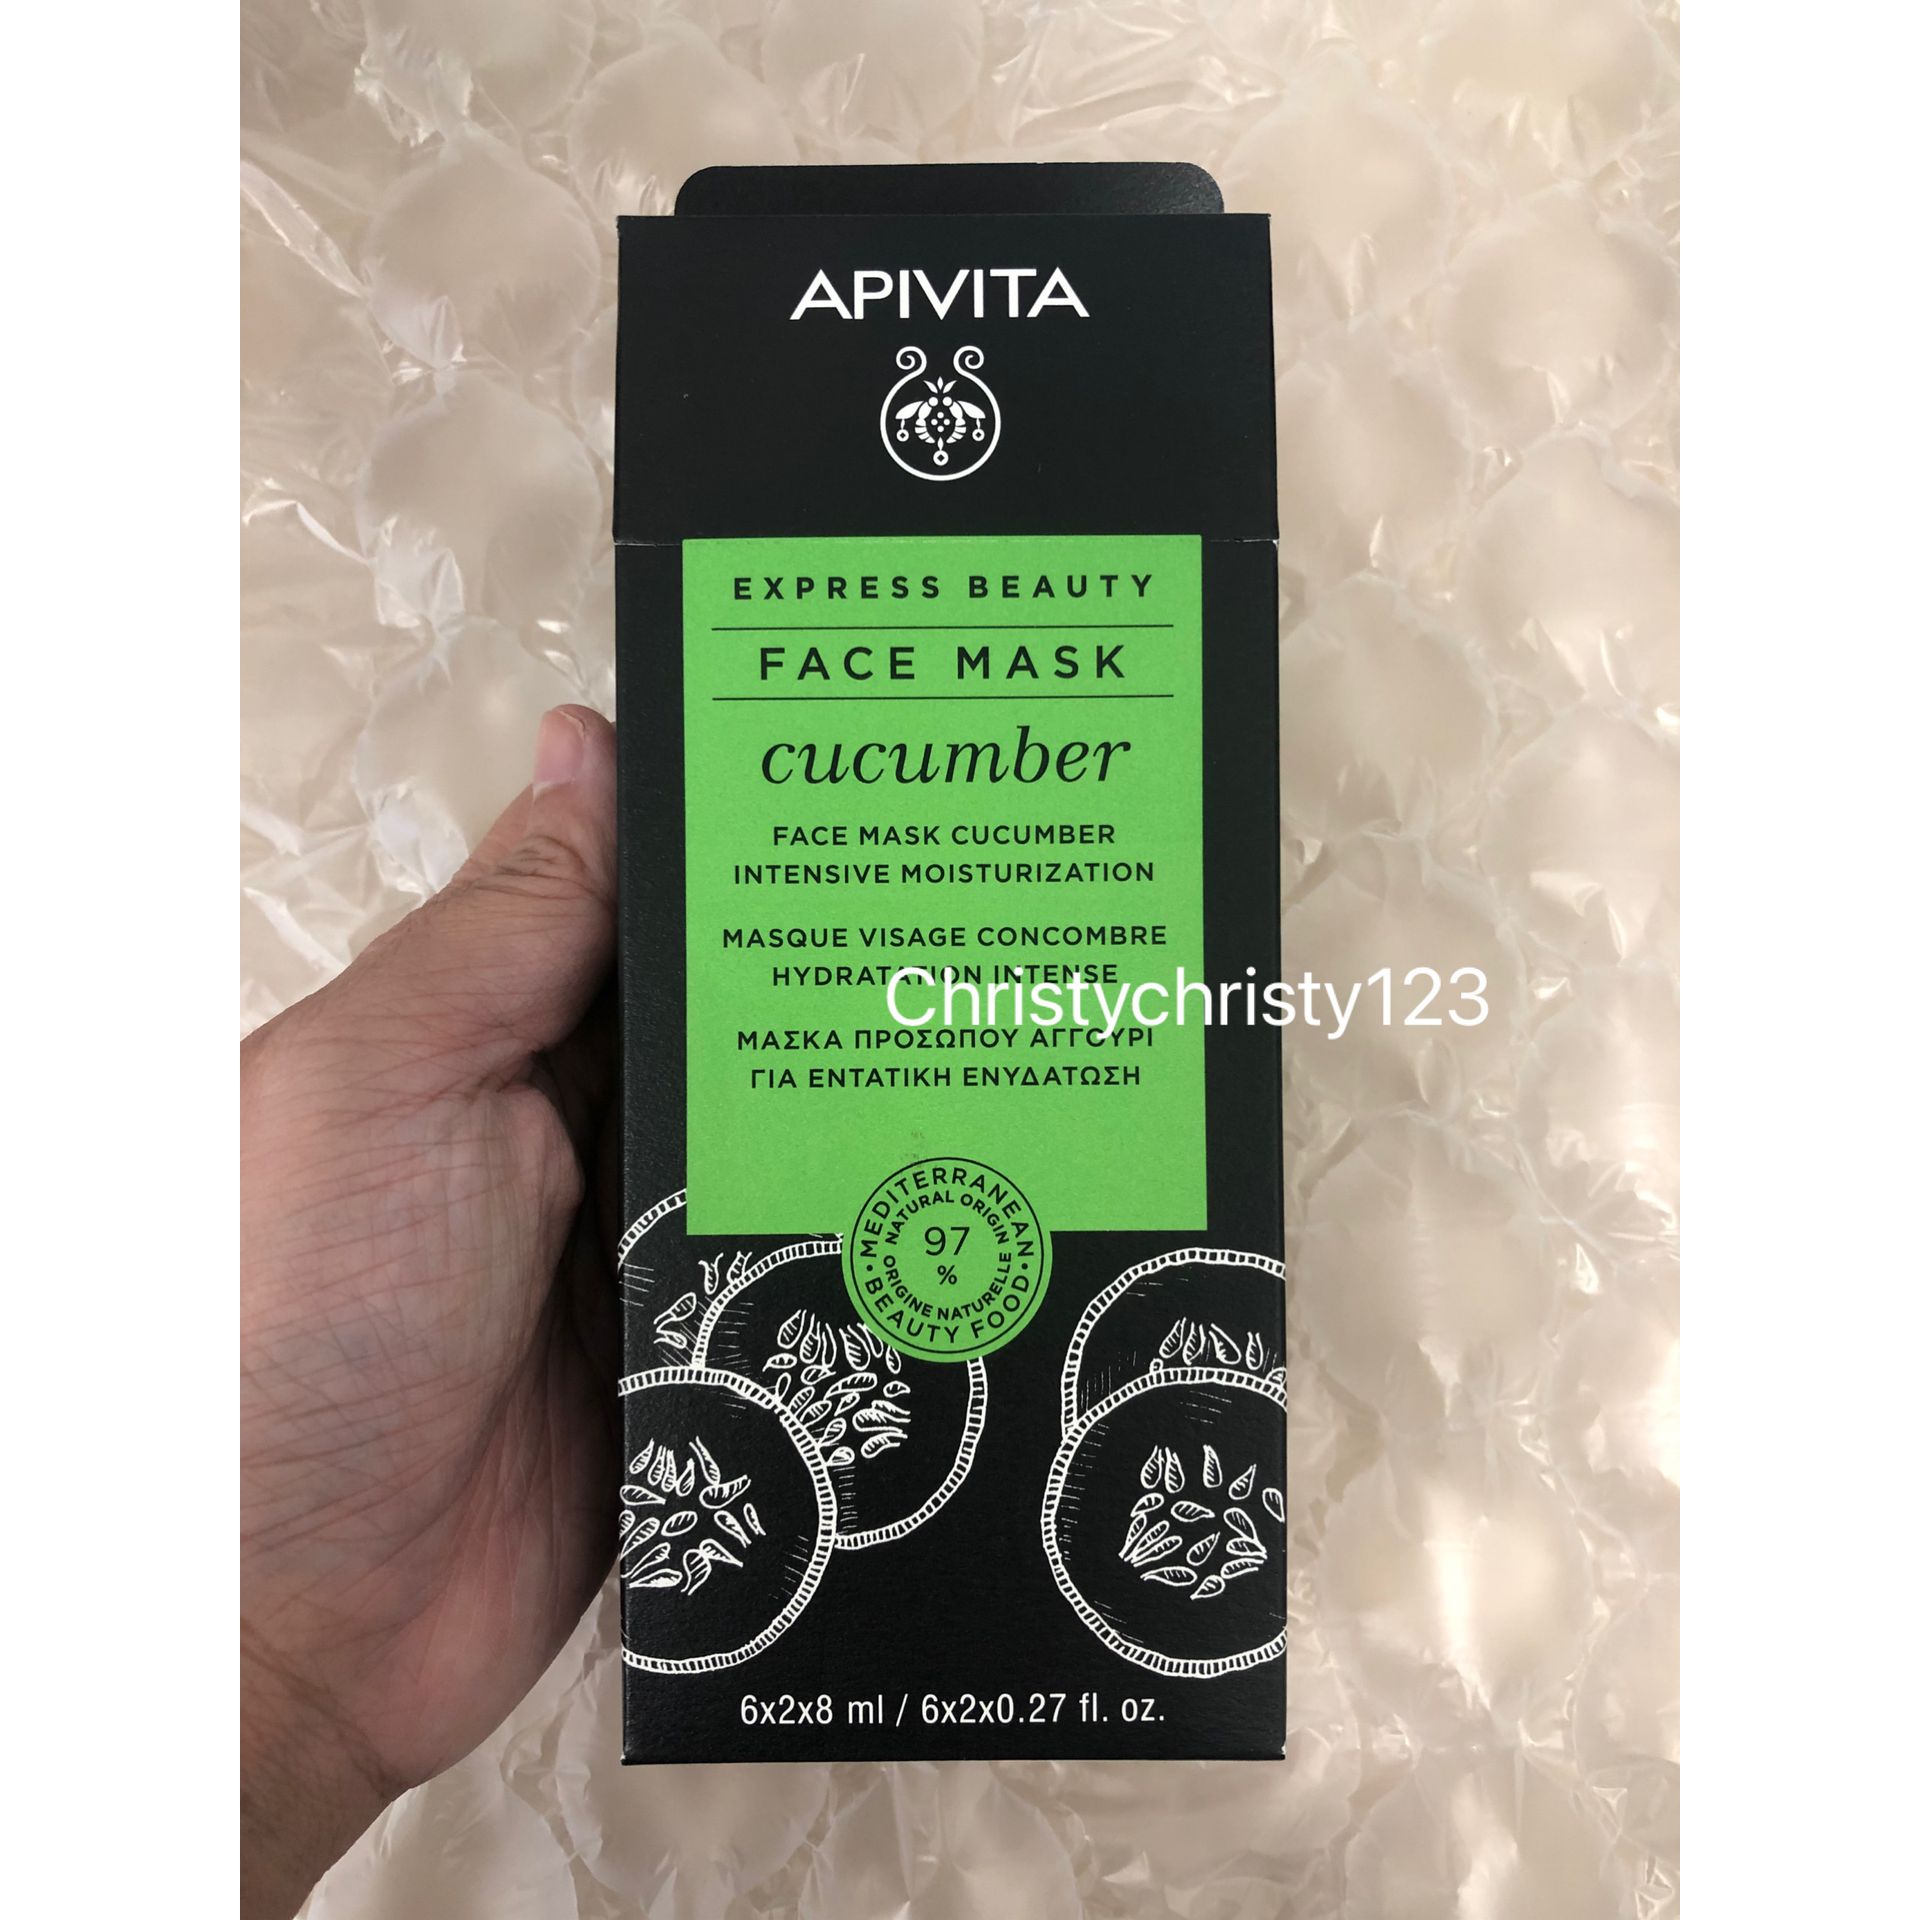 APIVITA
EXPRESS BEAUTY
FACE MASK
cucumber
FACE MASK CUCUMBER
INTENSIVE MOISTURIZATION
MASQUE VISAGE CONCOMBRE
HYDRATATION INTENSE
Christychristy123
ΜΑΣΚΑ ΠΡΟΣΩΠΟΥ ΑΓΓΟΥΡΙ
ΓΙΑ ΕΝΤΑΤΙΚΗ ΕΝΥΔΑΤΩΣΗ
MEDITERRANEAN
NATURAL ORIGIN
97
%
ORIGINE NATURELLE
BEAUTY FOOD
6x2x8 ml / 6x2x0.27 fl. oz.